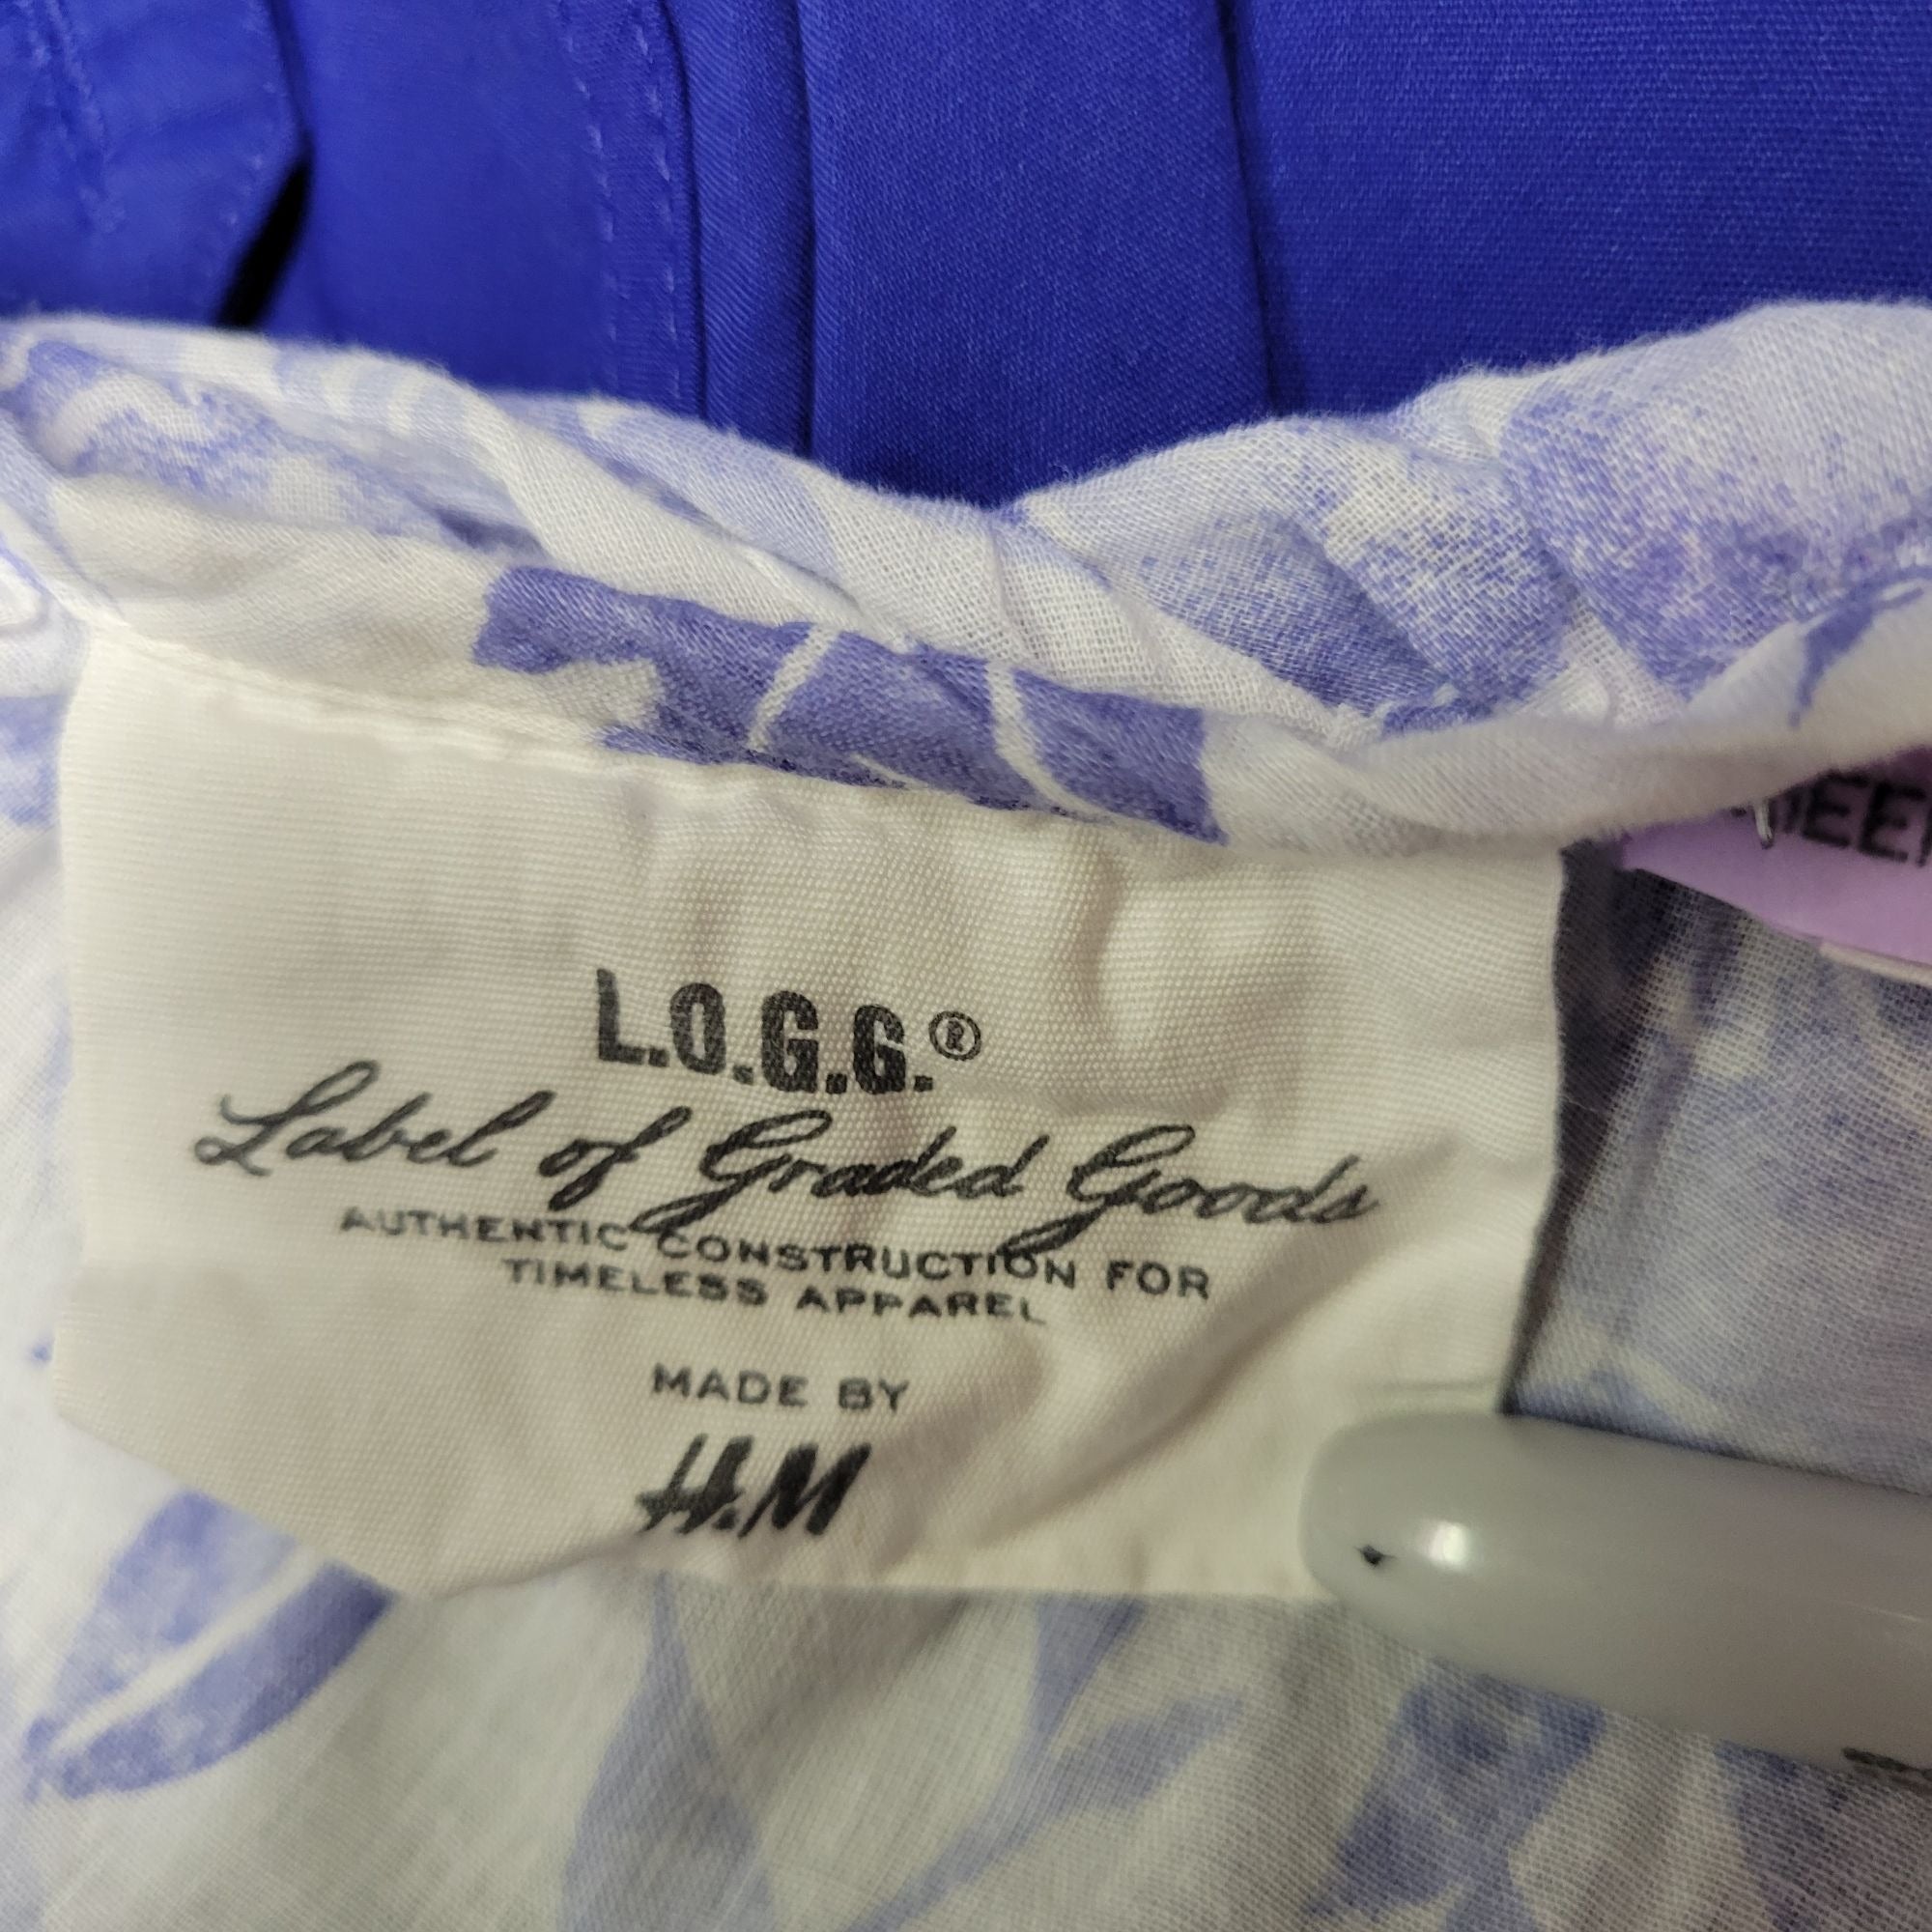 L.O.G.G.®
Label of Graded Goods
AUTHENTIC CONSTRUCTION FOR
TIMELESS APPAREL
MADE BY
H&M